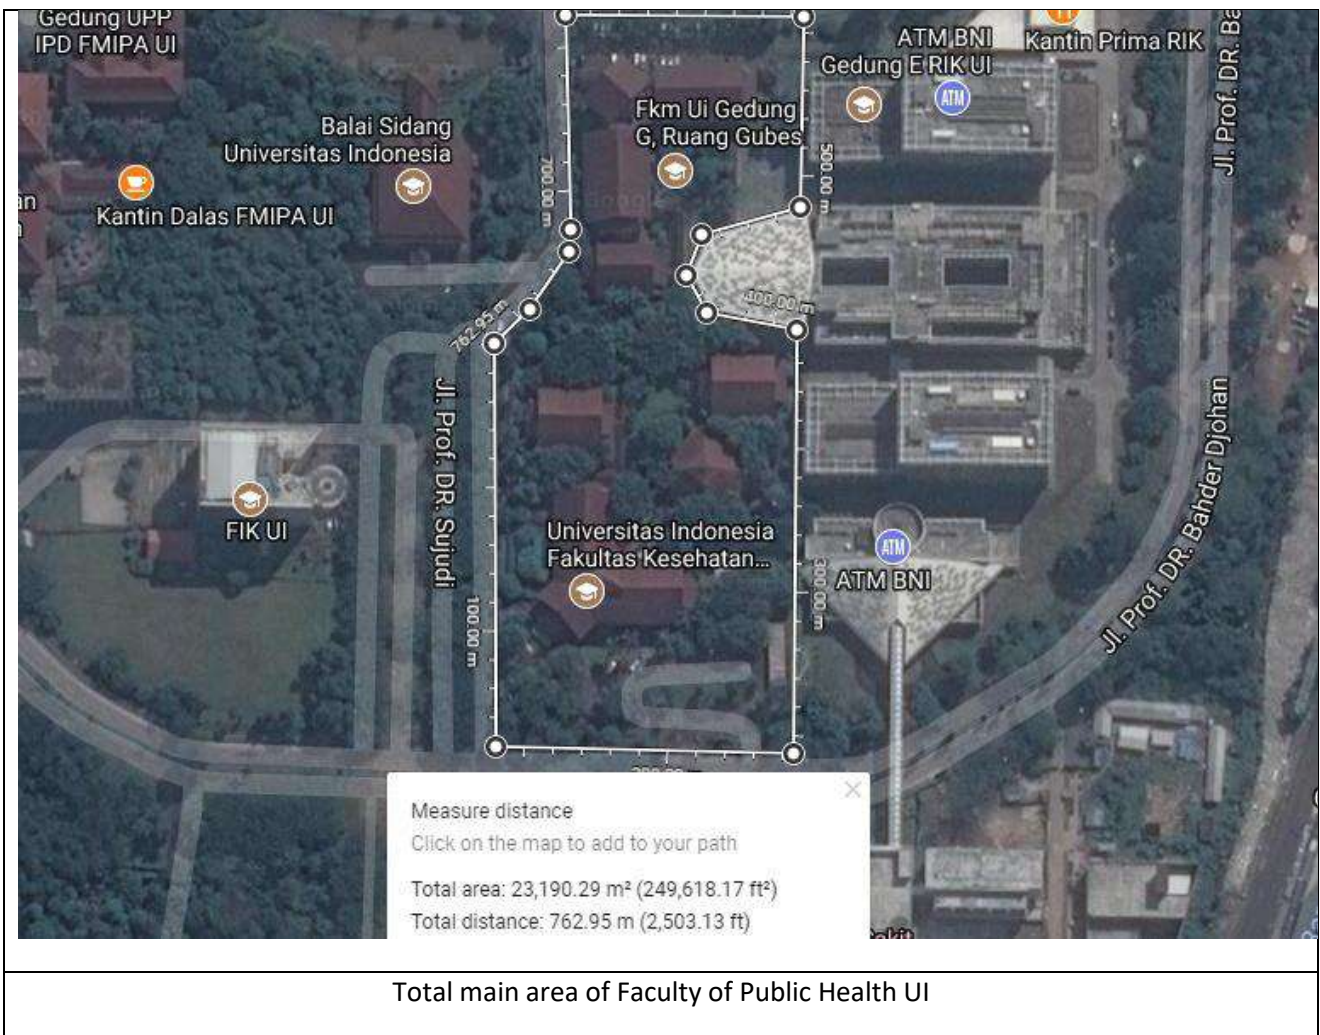 Gedung UPP
IPD FMIPA UI
ATM BNI
Kantin Prima RIK
Gedung E RIK UI
ATM
Fkm Ui Gedung
G, Ruang Gubes
Balai Sidang
Universitas Indonesia
Jl. Prof. DR. Ba
700.00 m
500.00 m
an
Kantin Dalas FMIPA UI
400.00 m
762.95 m
Jl. Prof. DR. Sujudi
Jl. Prof. DR. Bahder Djohan
FIK UI
Universitas Indonesia
Fakultas Kesehatan...
ATM
ATM BNI
100.00 m
300.00 m
Measure distance
Click on the map to add to your path
Total area: 23,190.29 m² (249,618.17 ft²)
Total distance: 762.95 m (2,503.13 ft)
Total main area of Faculty of Public Health UI